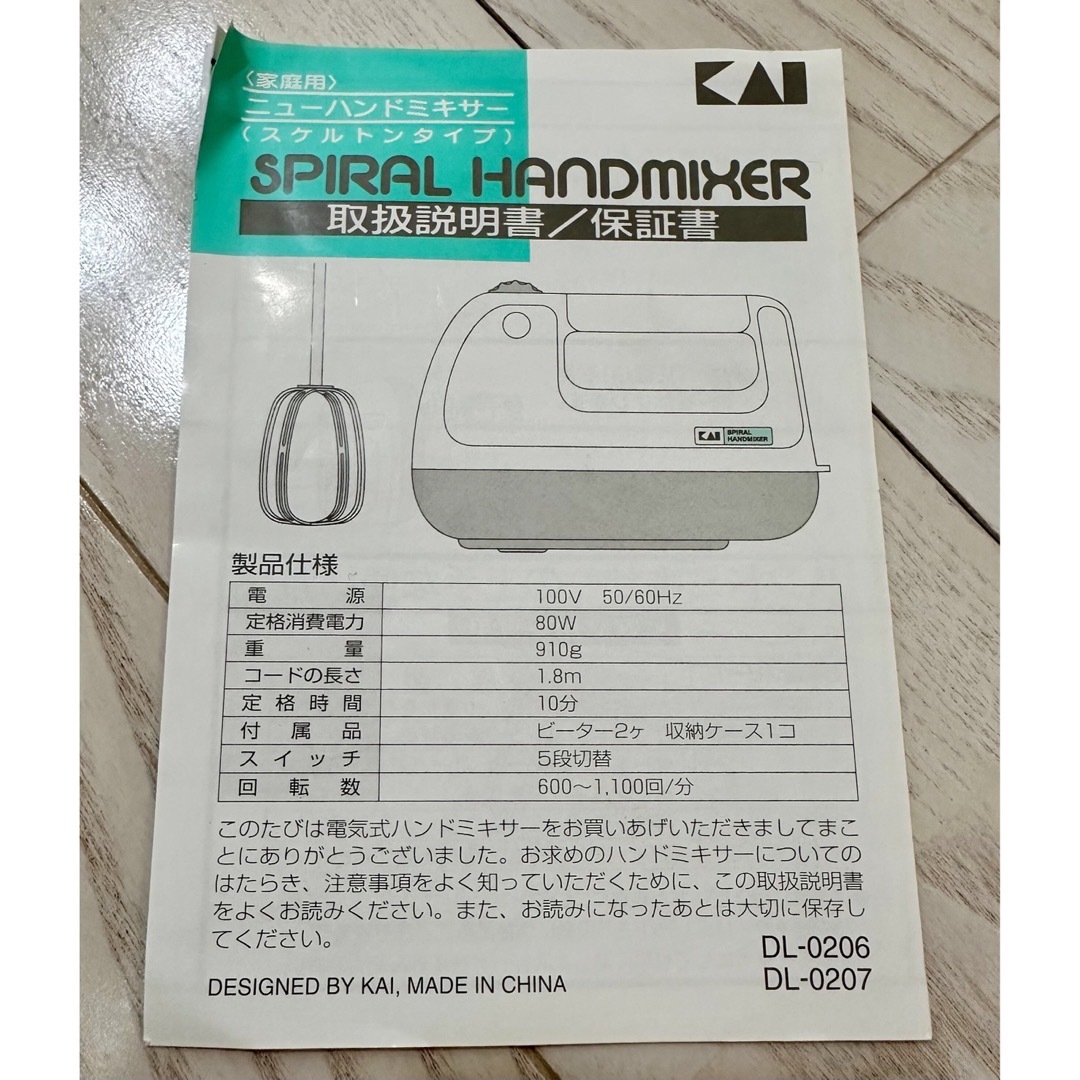 〈家庭用〉
ニューハンドミキサー
(スケルトンタイプ)
KAI
SPIRAL HANDMIXER
取扱説明書/保証書
KAI SPIRAL
HANDMIXER
製品仕様
電源 100V 50/60Hz
定格消費電力 80W
重量 910g
コードの長さ 1.8m
定格時間 10分
付属品 ビーター2ヶ 収納ケース1コ
スイッチ 5段切替
回転数 600〜1,100回/分
このたびは電気式ハンドミキサーをお買いあげいただきましてまこ
とにありがとうございました。お求めのハンドミキサーについての
はたらき、注意事項をよく知っていただくために、この取扱説明書
をよくお読みください。また、お読みになったあとは大切に保存し
てください。
DL-0206
DL-0207
DESIGNED BY KAI, MADE IN CHINA